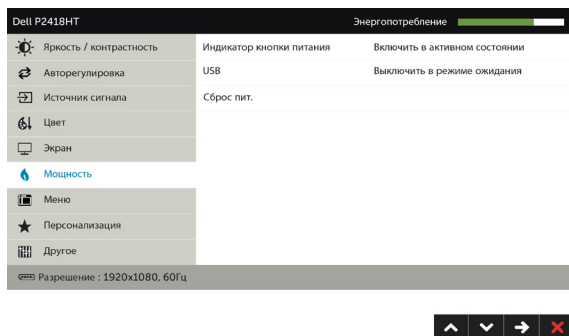 Dell P2418HT Энергопотребление
Яркость / контрастность Индикатор кнопки питания Включить в активном состоянии
Авторегулировка USB Выключить в режиме ожидания
Источник сигнала Сброс пит.
Цвет
Экран
Мощность
Меню
Персонализация
Другое
Разрешение : 1920x1080, 60Гц